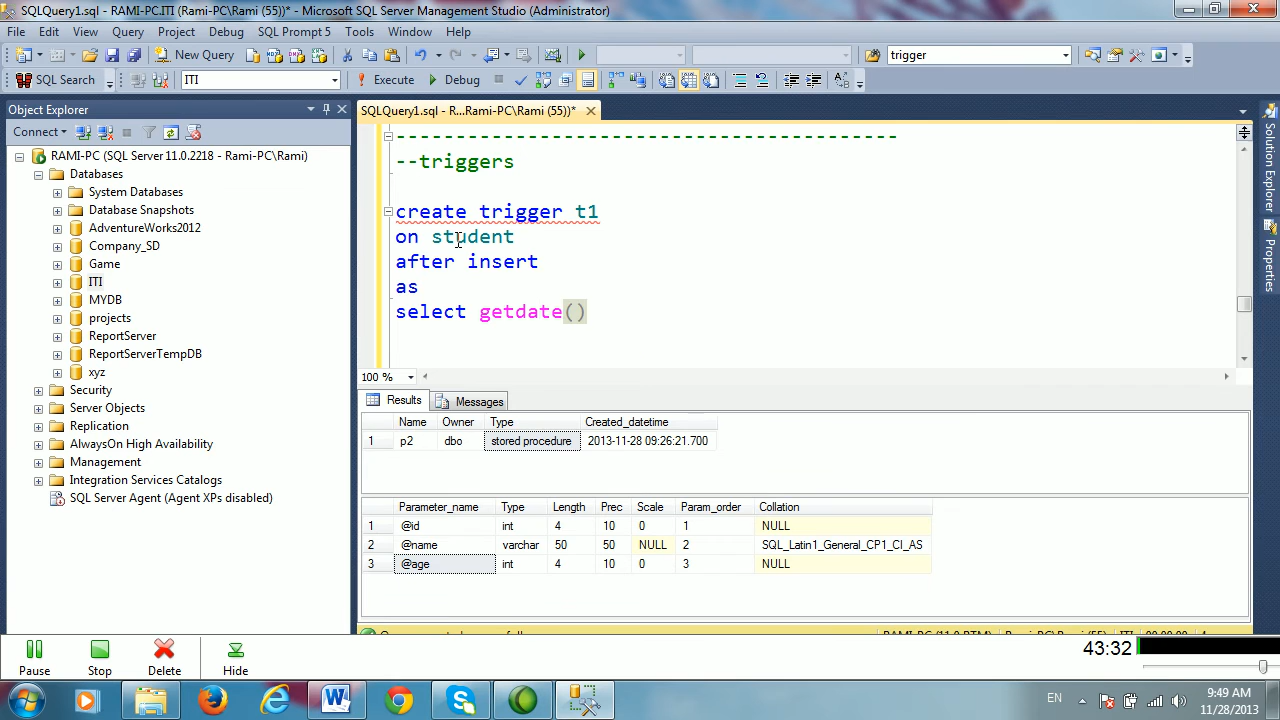 SQLQuery1.sql - RAMI-PC.ITI (Rami-PC\Rami (55))* - Microsoft SQL Server Management Studio (Administrator)
File Edit View Query Project Debug SQL Prompt 5 Tools Window Help
New Query trigger
SQL Search ITI Execute Debug
Object Explorer
Connect
RAMI-PC (SQL Server 11.0.2218 - Rami-PC\Rami)
Databases
System Databases
Database Snapshots
AdventureWorks2012
Company_SD
Game
ITI
MYDB
projects
ReportServer
ReportServerTempDB
xyz
Security
Server Objects
Replication
AlwaysOn High Availability
Management
Integration Services Catalogs
SQL Server Agent (Agent XPs disabled)
SQLQuery1.sql - R...Rami-PC\Rami (55))*
------------------------------------------
--triggers
create trigger t1
on student
after insert
as
select getdate()
100 %
Results Messages
Name Owner Type Created_datetime
1 p2 dbo stored procedure 2013-11-28 09:26:21.700
Parameter_name Type Length Prec Scale Param_order Collation
1 @id int 4 10 0 1 NULL
2 @name varchar 50 50 NULL 2 SQL_Latin1_General_CP1_CI_AS
3 @age int 4 10 0 3 NULL
Solution Explorer
Properties
Pause Stop Delete Hide
43:32
EN
9:49 AM
11/28/2013